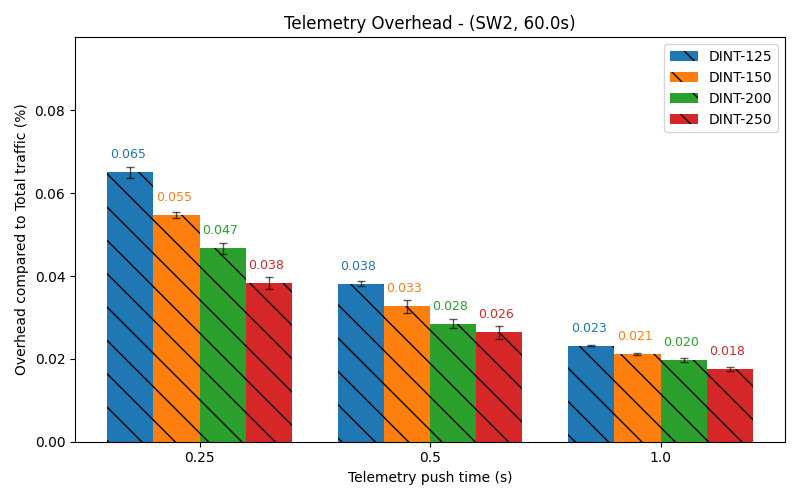 Telemetry Overhead - (SW2, 60.0s)
DINT-125
DINT-150
DINT-200
DINT-250
Overhead compared to Total traffic (%)
0.08
0.06
0.04
0.02
0.00
0.065
0.055
0.047
0.038
0.038
0.033
0.028
0.026
0.023
0.021
0.020
0.018
0.25
0.5
1.0
Telemetry push time (s)